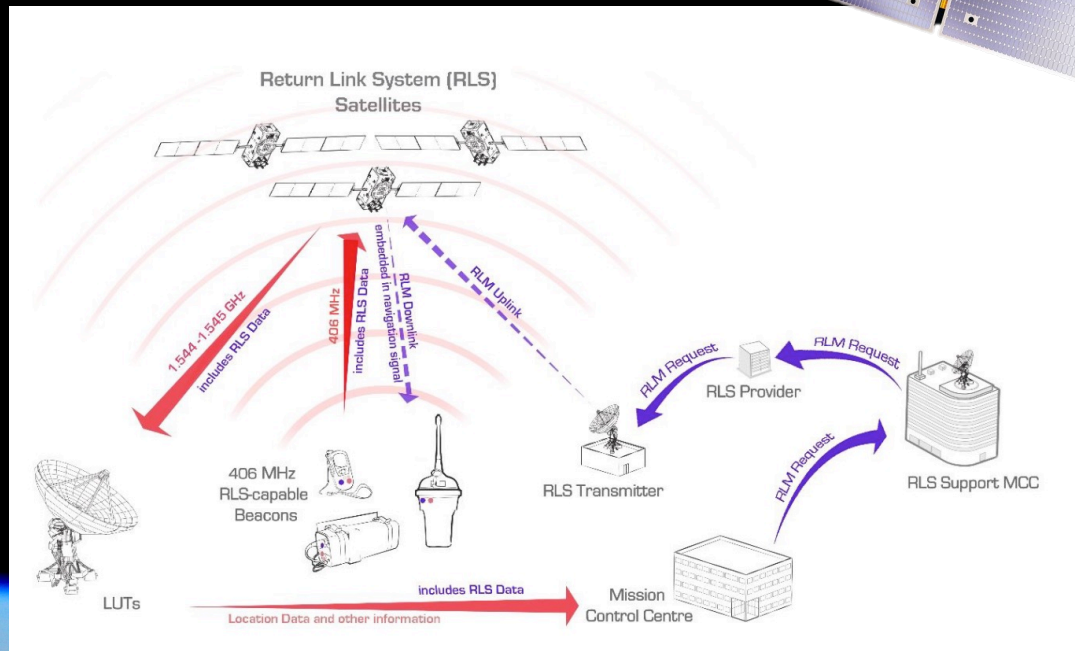 Return Link System (RLS)
Satellites
1.544 -1.545 GHz
includes RLS Data
406 MHz
includes RLS Data
RLM Downlink
embedded in navigation signal
RLM Uplink
RLM Request
RLS Provider
RLM Request
RLS Transmitter
RLM Request
RLS Support MCC
406 MHz
RLS-capable
Beacons
LUTs
includes RLS Data
Location Data and other information
Mission
Control Centre